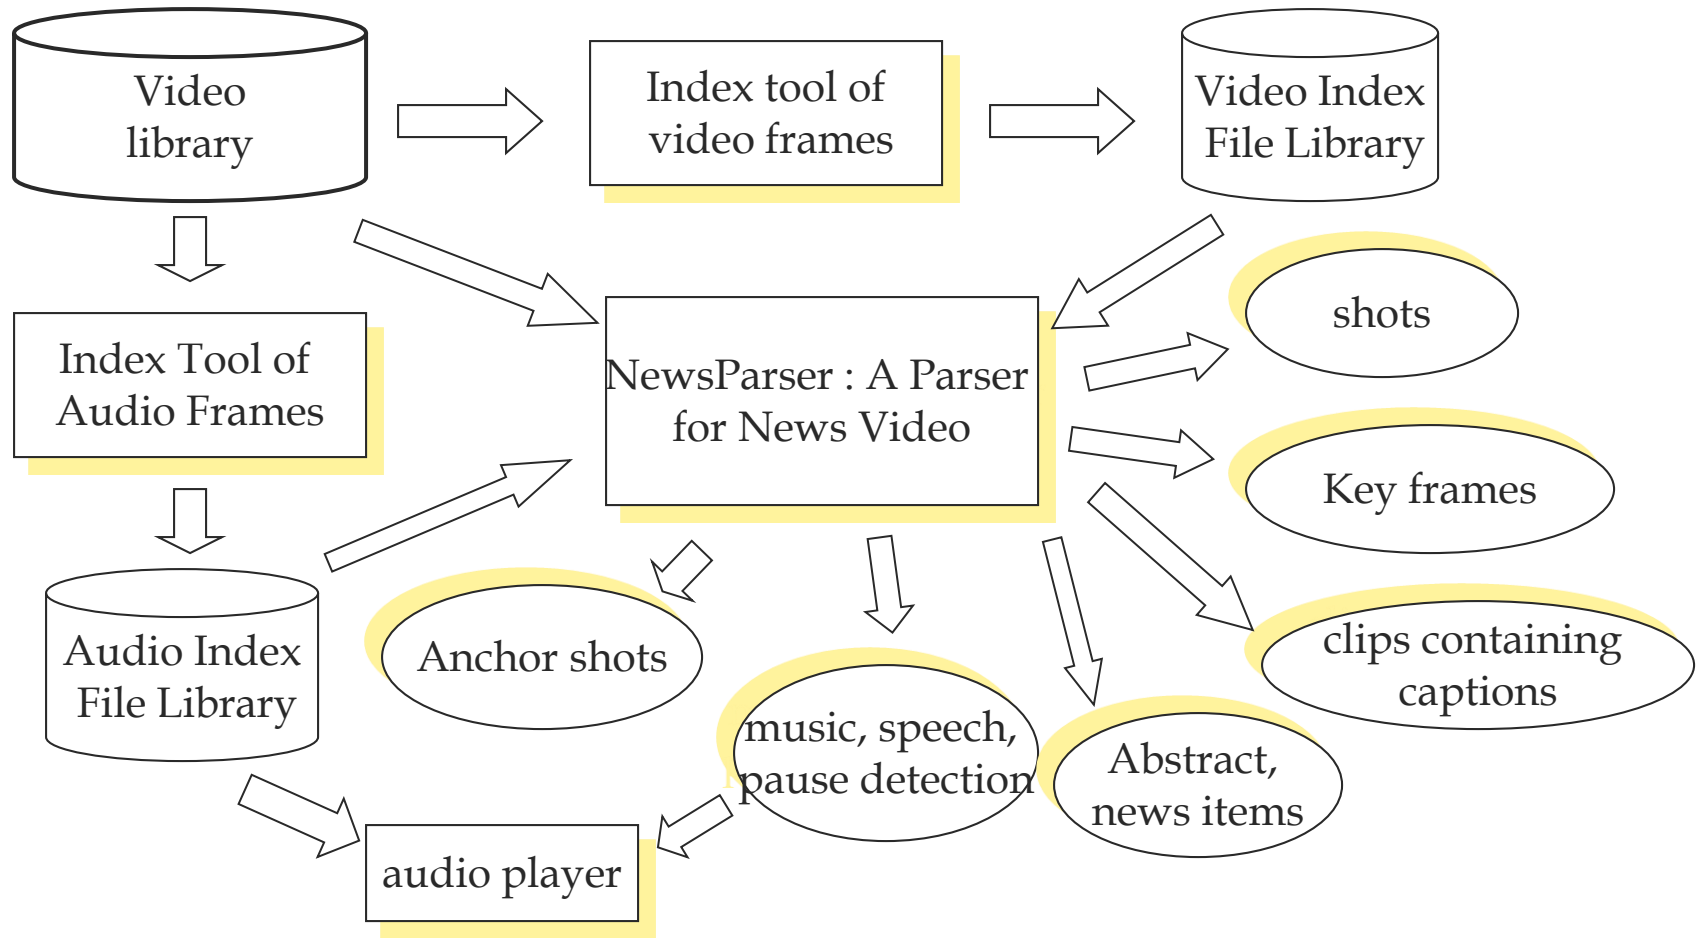 Video
library
Index tool of
video frames
Video Index
File Library
shots
Index Tool of
Audio Frames
NewsParser : A Parser
for News Video
Key frames
Audio Index
File Library
Anchor shots
music, speech,
pause detection
Abstract,
news items
clips containing
captions
audio player